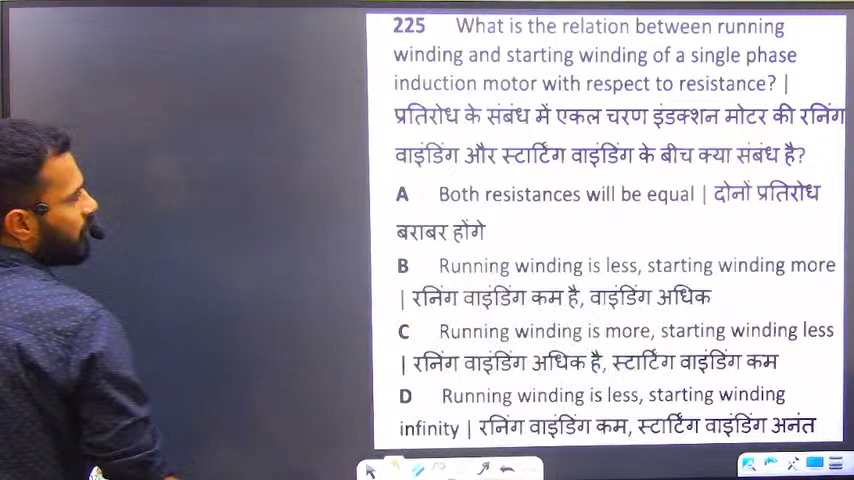 225 What is the relation between running
winding and starting winding of a single phase
induction motor with respect to resistance? |
प्रतिरोध के संबंध में एकल चरण इंडक्शन मोटर की रनिंग
वाइंडिंग और स्टार्टिंग वाइंडिंग के बीच क्या संबंध है?
A Both resistances will be equal | दोनों प्रतिरोध
बराबर होंगे
B Running winding is less, starting winding more
| रनिंग वाइंडिंग कम है, वाइंडिंग अधिक
C Running winding is more, starting winding less
| रनिंग वाइंडिंग अधिक है, स्टार्टिंग वाइंडिंग कम
D Running winding is less, starting winding
infinity | रनिंग वाइंडिंग कम, स्टार्टिंग वाइंडिंग अनंत